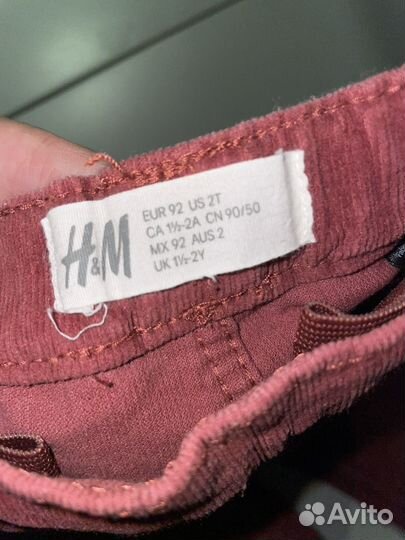 H&M
EUR 92 US 2T
CA 1½-2A CN 90/50
MX 92 AUS 2
UK 1½-2Y
Avito